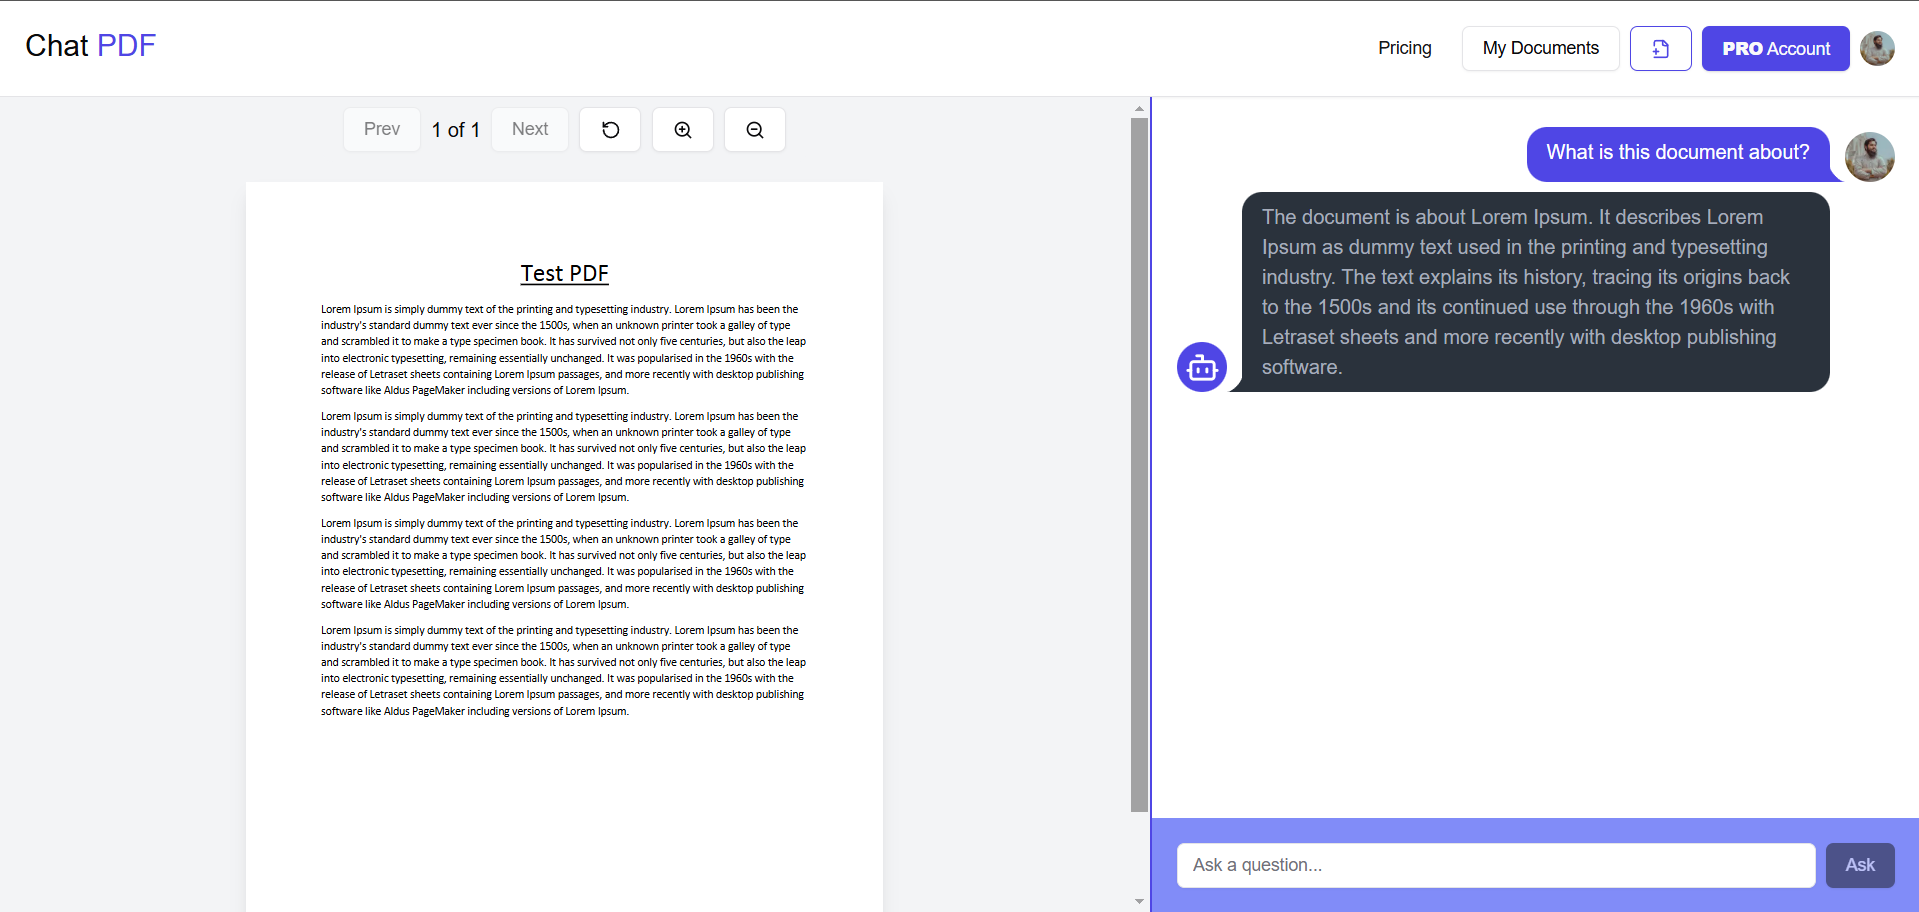 Chat PDF
Pricing
My Documents
PRO Account
Prev
1 of 1
Next
Test PDF
Lorem Ipsum is simply dummy text of the printing and typesetting industry. Lorem Ipsum has been the
industry's standard dummy text ever since the 1500s, when an unknown printer took a galley of type
and scrambled it to make a type specimen book. It has survived not only five centuries, but also the leap
into electronic typesetting, remaining essentially unchanged. It was popularised in the 1960s with the
release of Letraset sheets containing Lorem Ipsum passages, and more recently with desktop publishing
software like Aldus PageMaker including versions of Lorem Ipsum.
Lorem Ipsum is simply dummy text of the printing and typesetting industry. Lorem Ipsum has been the
industry's standard dummy text ever since the 1500s, when an unknown printer took a galley of type
and scrambled it to make a type specimen book. It has survived not only five centuries, but also the leap
into electronic typesetting, remaining essentially unchanged. It was popularised in the 1960s with the
release of Letraset sheets containing Lorem Ipsum passages, and more recently with desktop publishing
software like Aldus PageMaker including versions of Lorem Ipsum.
Lorem Ipsum is simply dummy text of the printing and typesetting industry. Lorem Ipsum has been the
industry's standard dummy text ever since the 1500s, when an unknown printer took a galley of type
and scrambled it to make a type specimen book. It has survived not only five centuries, but also the leap
into electronic typesetting, remaining essentially unchanged. It was popularised in the 1960s with the
release of Letraset sheets containing Lorem Ipsum passages, and more recently with desktop publishing
software like Aldus PageMaker including versions of Lorem Ipsum.
Lorem Ipsum is simply dummy text of the printing and typesetting industry. Lorem Ipsum has been the
industry's standard dummy text ever since the 1500s, when an unknown printer took a galley of type
and scrambled it to make a type specimen book. It has survived not only five centuries, but also the leap
into electronic typesetting, remaining essentially unchanged. It was popularised in the 1960s with the
release of Letraset sheets containing Lorem Ipsum passages, and more recently with desktop publishing
software like Aldus PageMaker including versions of Lorem Ipsum.
What is this document about?
The document is about Lorem Ipsum. It describes Lorem
Ipsum as dummy text used in the printing and typesetting
industry. The text explains its history, tracing its origins back
to the 1500s and its continued use through the 1960s with
Letraset sheets and more recently with desktop publishing
software.
Ask a question...
Ask